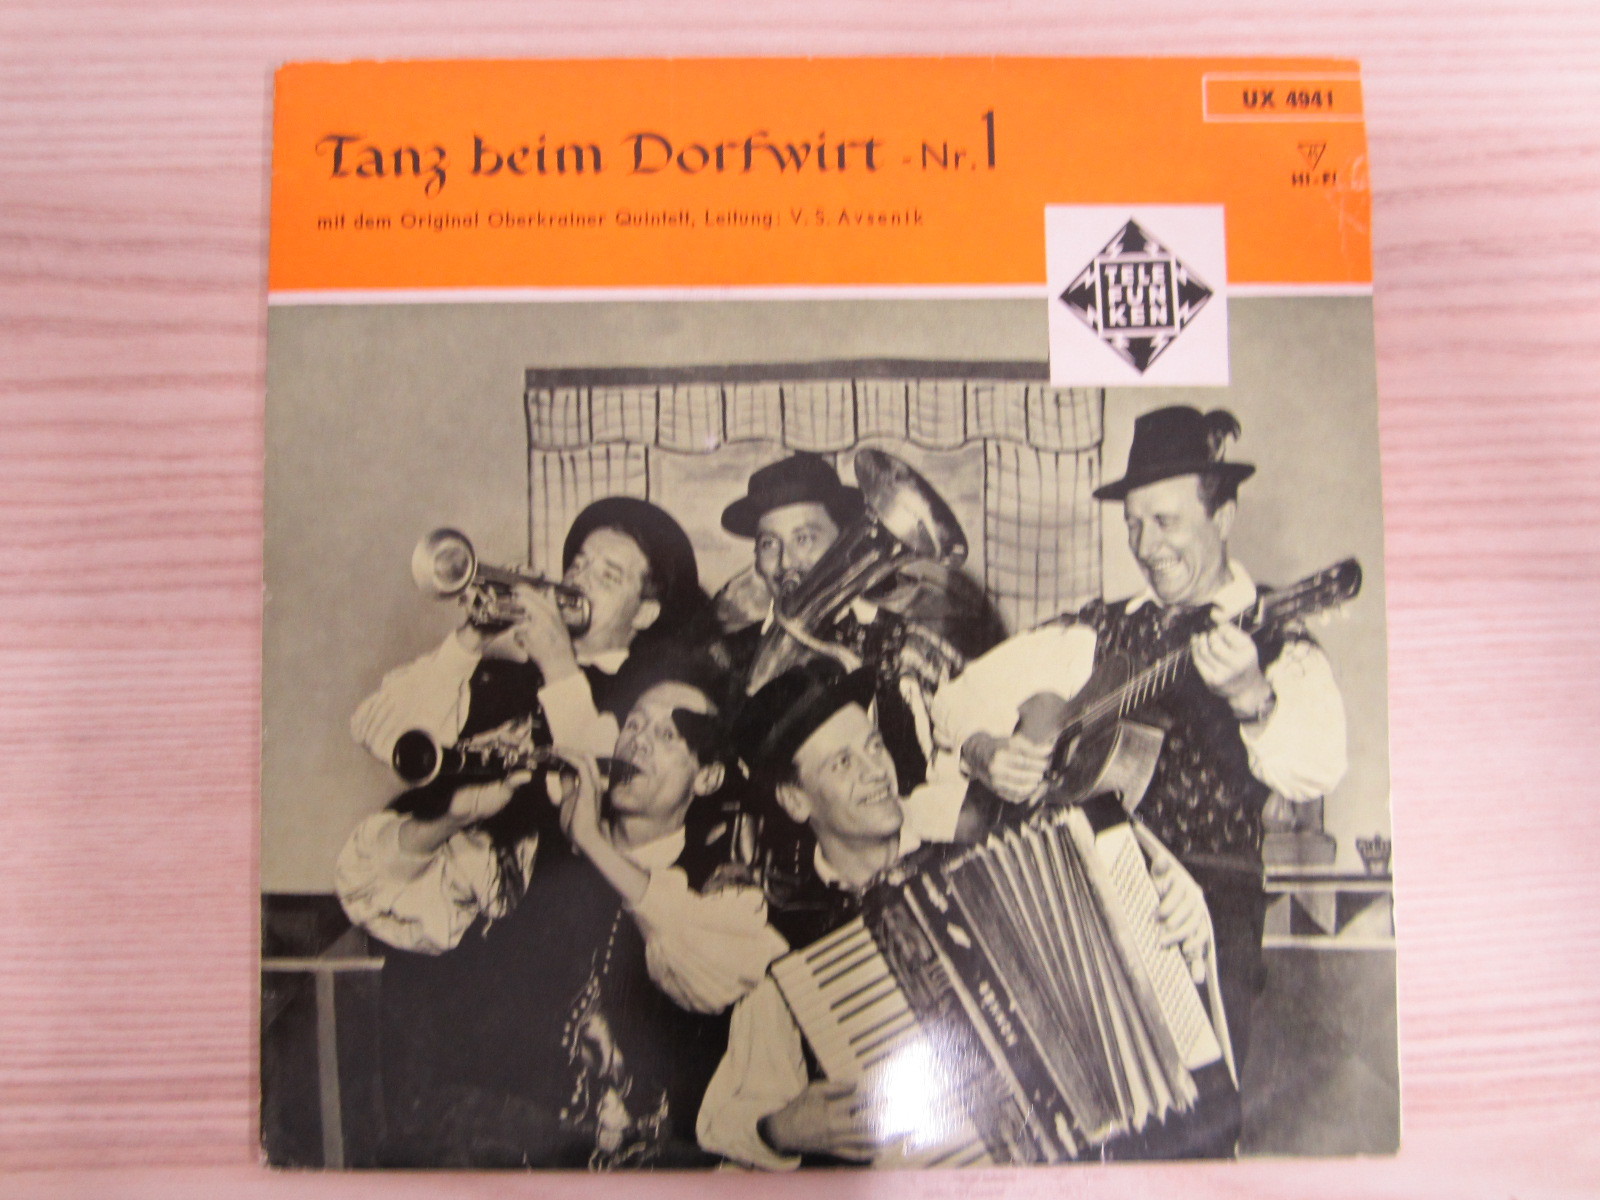 UX 4941
Tanz beim Dorfwirt - Nr. 1
HI-FI
mit dem Original Oberkrainer Quintett, Leitung: V. S. Avsenik
TELE
FUN
KEN
HOHNER